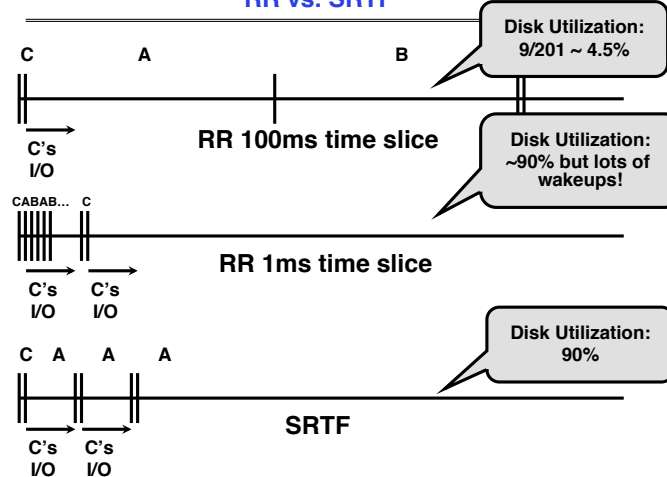 RR vs. SRTF
Disk Utilization:
9/201 ~ 4.5%
C A B
C's
I/O
RR 100ms time slice
Disk Utilization:
~90% but lots of
wakeups!
CABAB... C
C's C's
I/O I/O
RR 1ms time slice
Disk Utilization:
90%
C A A A
C's C's
I/O I/O
SRTF